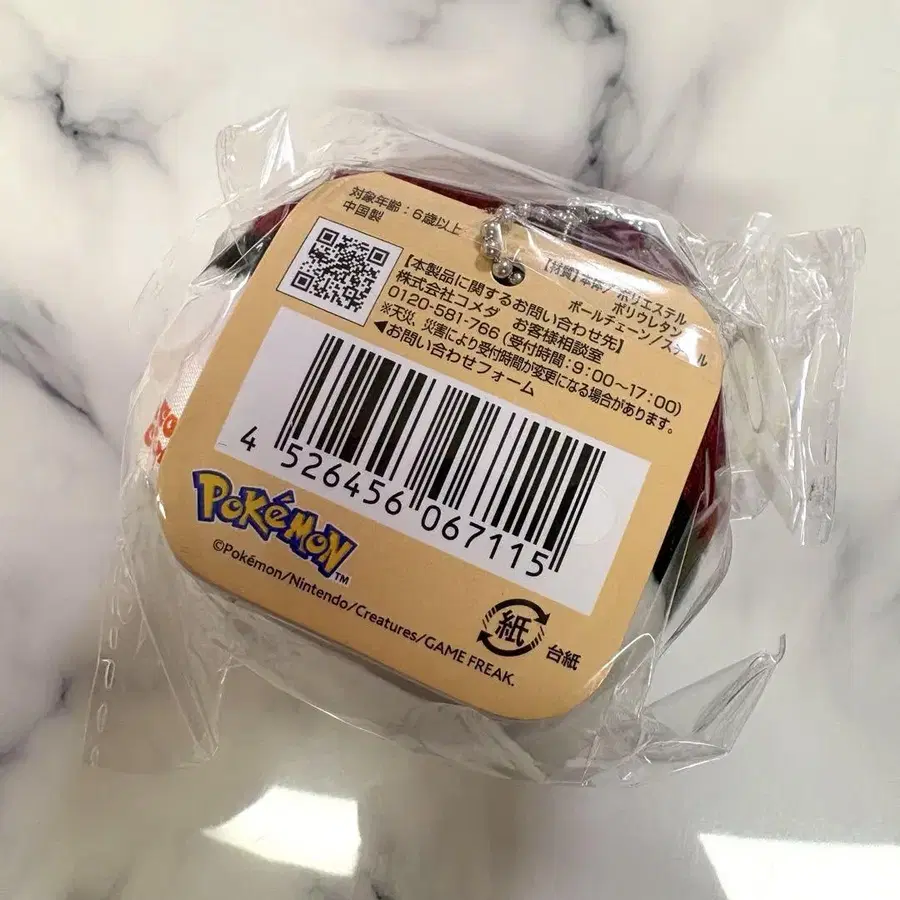 対象年齢：6歳以上
中国製
【材質】本体/ポリエステル
ポリウレタン
ボールチェーン/スチール
【本製品に関するお問い合わせ先】
株式会社コメダ お客様相談室
0120-581-766（受付時間：9:00〜17:00）
※天災、災害により受付時間が変更になる場合があります。
◀お問い合わせフォーム
4 526456 067115
POKÉMON™
©Pokémon/Nintendo/Creatures/GAME FREAK.
紙
台紙